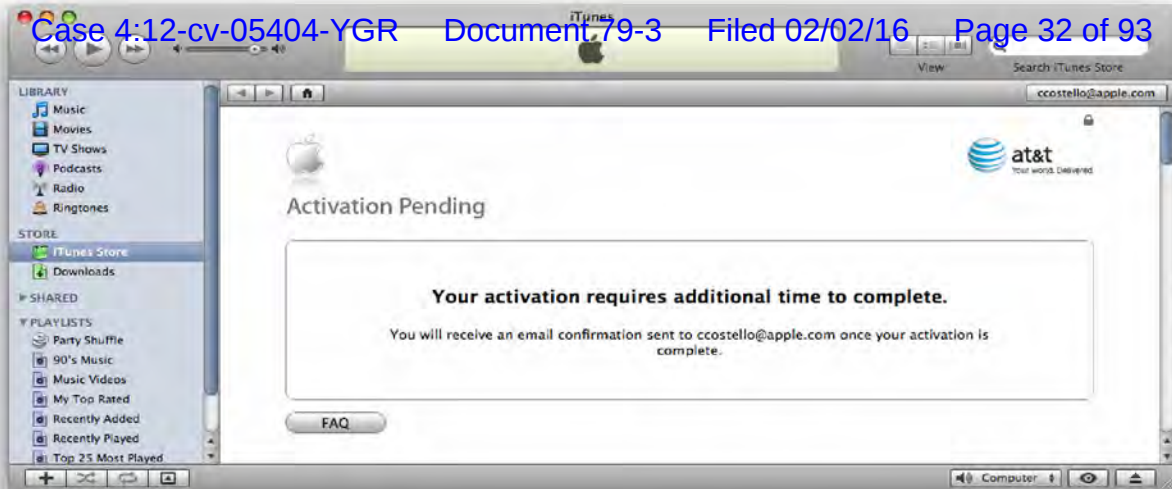 iTunes
Case 4:12-cv-05404-YGR Document 79-3 Filed 02/02/16 Page 32 of 93
View
Search iTunes Store
LIBRARY
ccostello@apple.com
Music
Movies
TV Shows
Podcasts
Radio
Ringtones
STORE
iTunes Store
Downloads
SHARED
PLAYLISTS
Party Shuffle
90's Music
Music Videos
My Top Rated
Recently Added
Recently Played
Top 25 Most Played
at&t
Your world. Delivered.
Activation Pending
Your activation requires additional time to complete.
You will receive an email confirmation sent to ccostello@apple.com once your activation is
complete.
FAQ
Computer